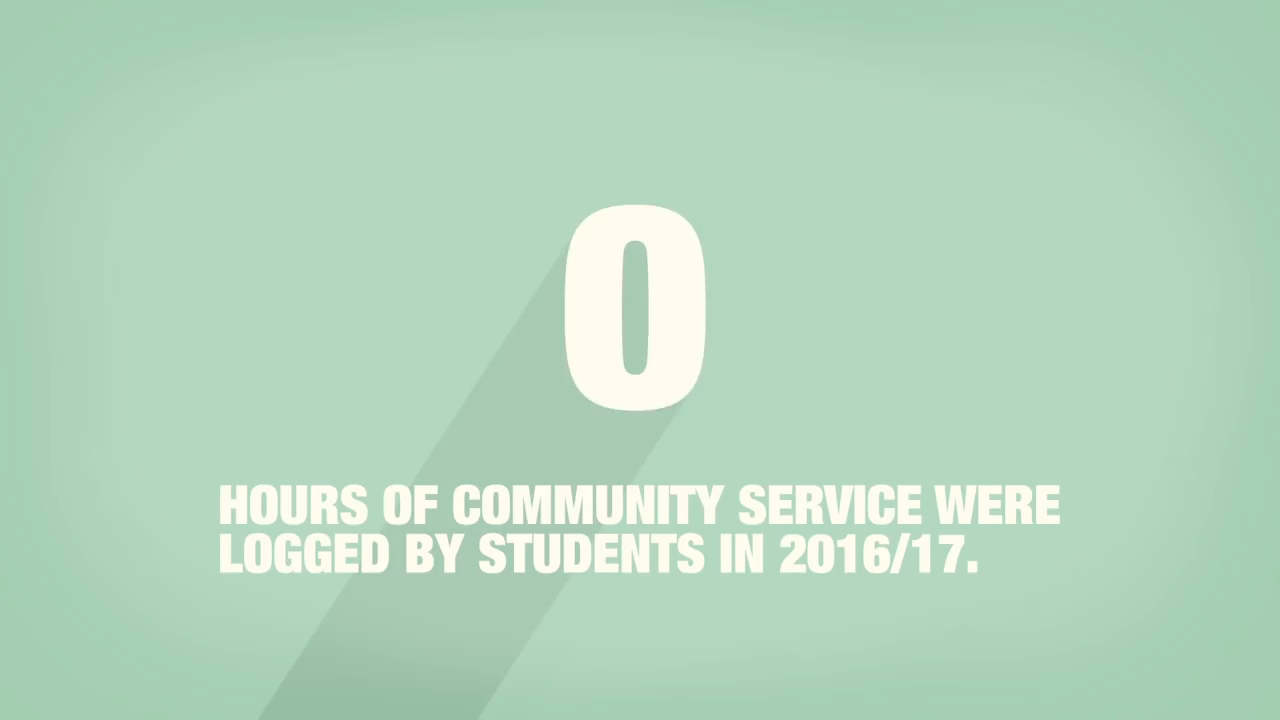 0
HOURS OF COMMUNITY SERVICE WERE
LOGGED BY STUDENTS IN 2016/17.